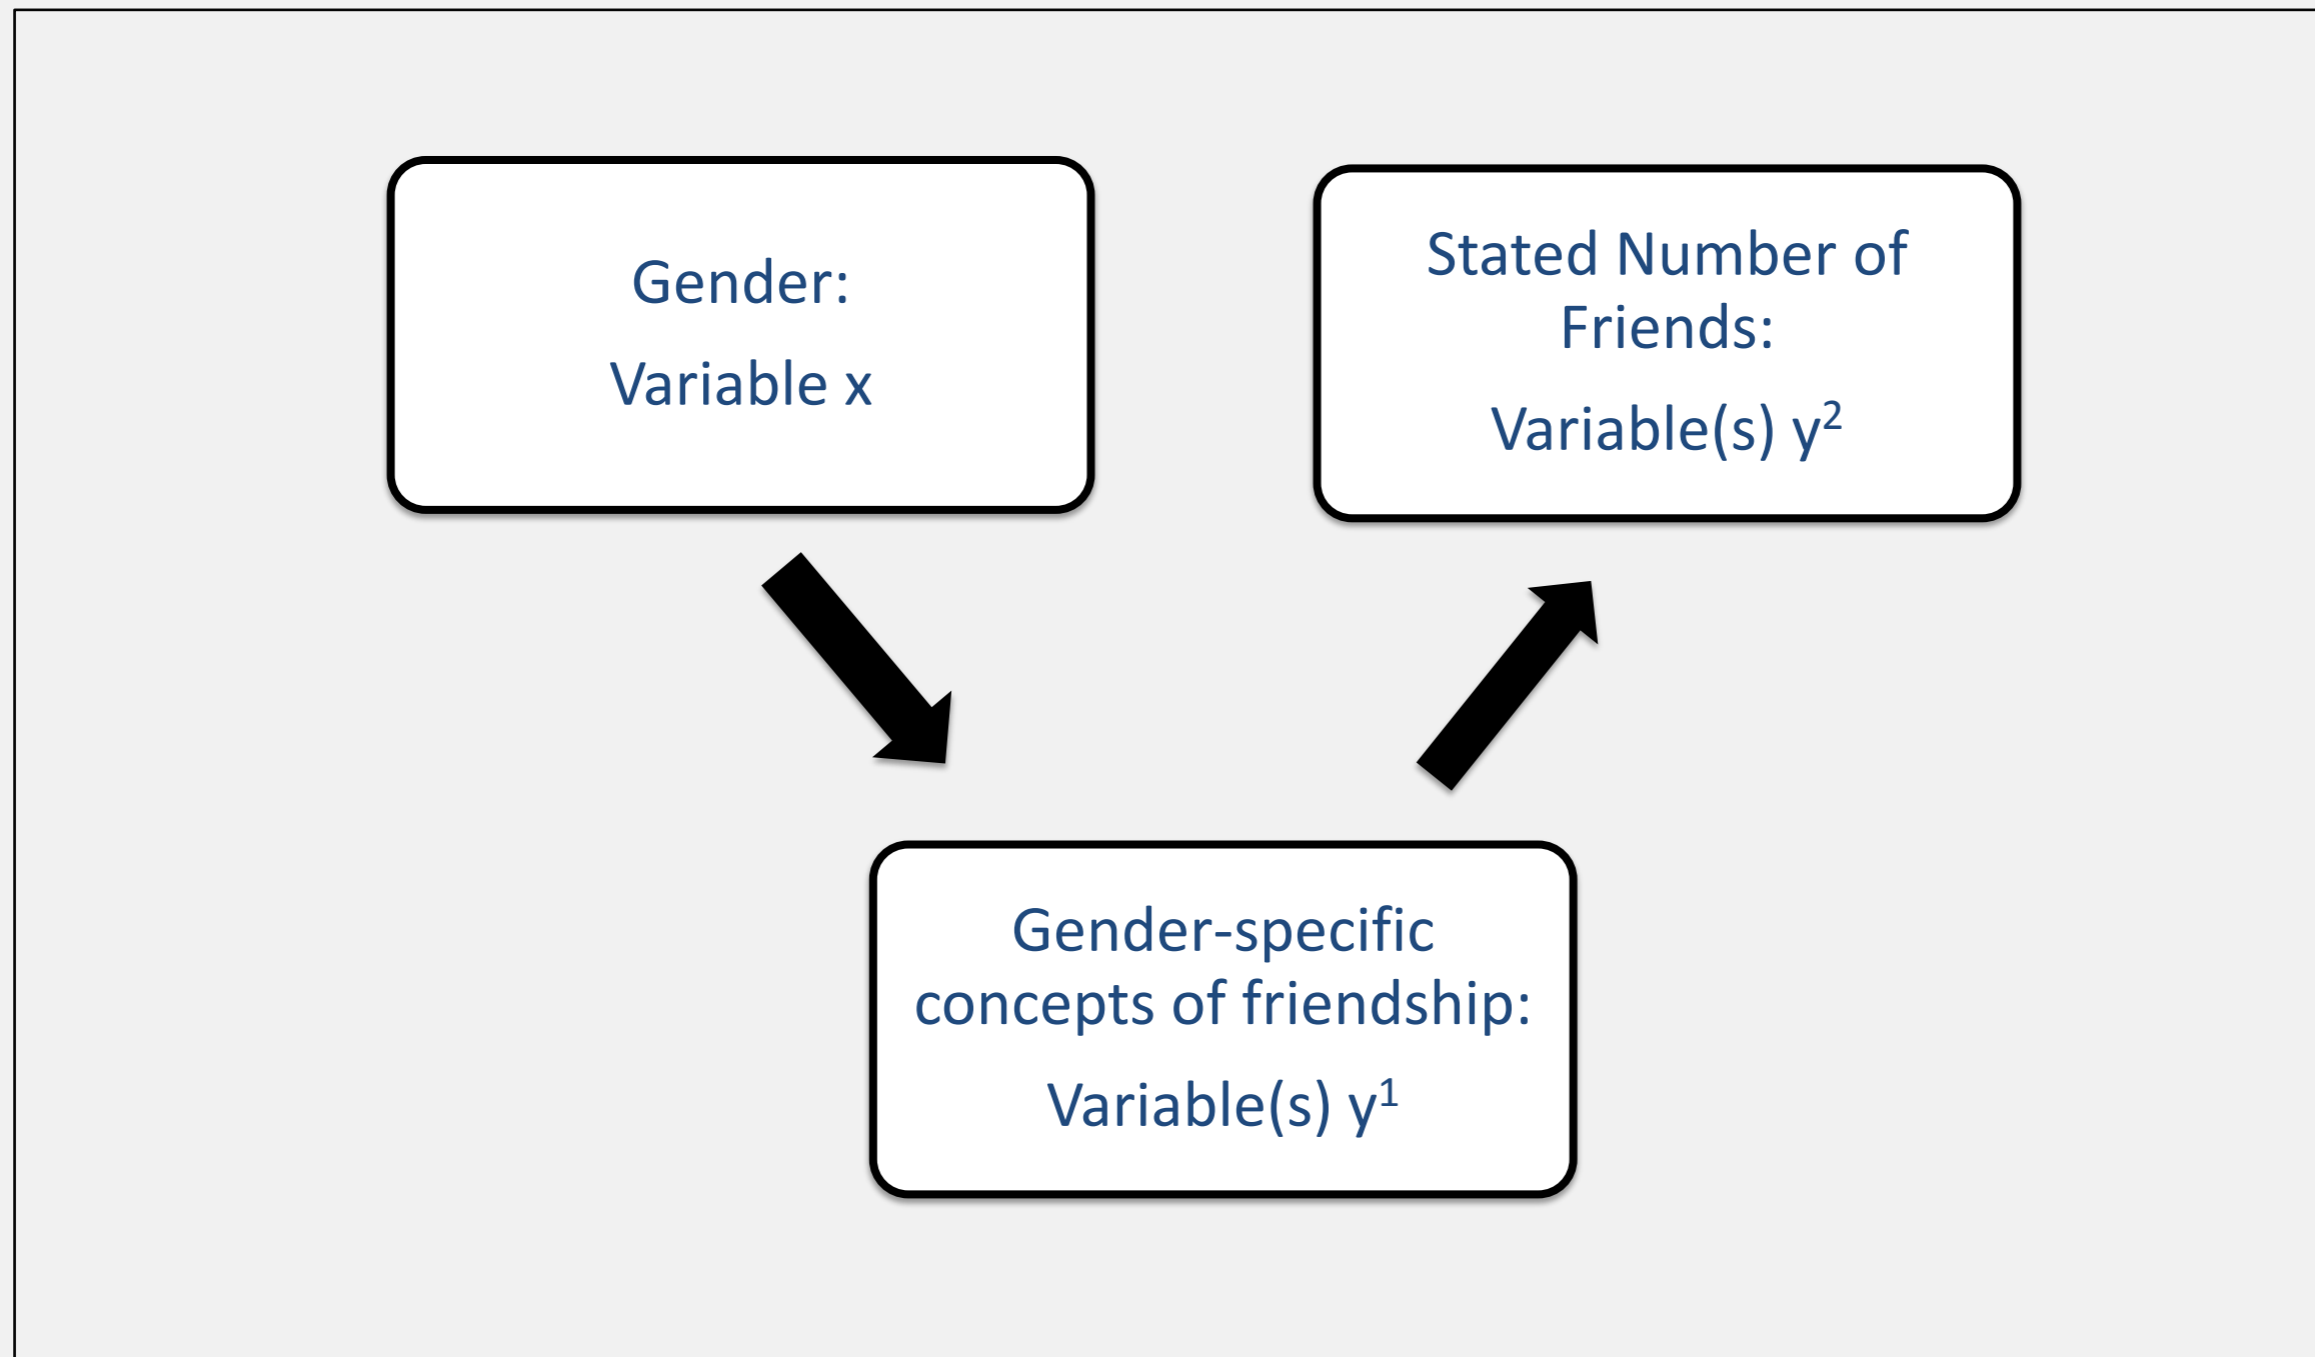 Gender:
Variable x
Stated Number of
Friends:
Variable(s) y²
Gender-specific
concepts of friendship:
Variable(s) y¹